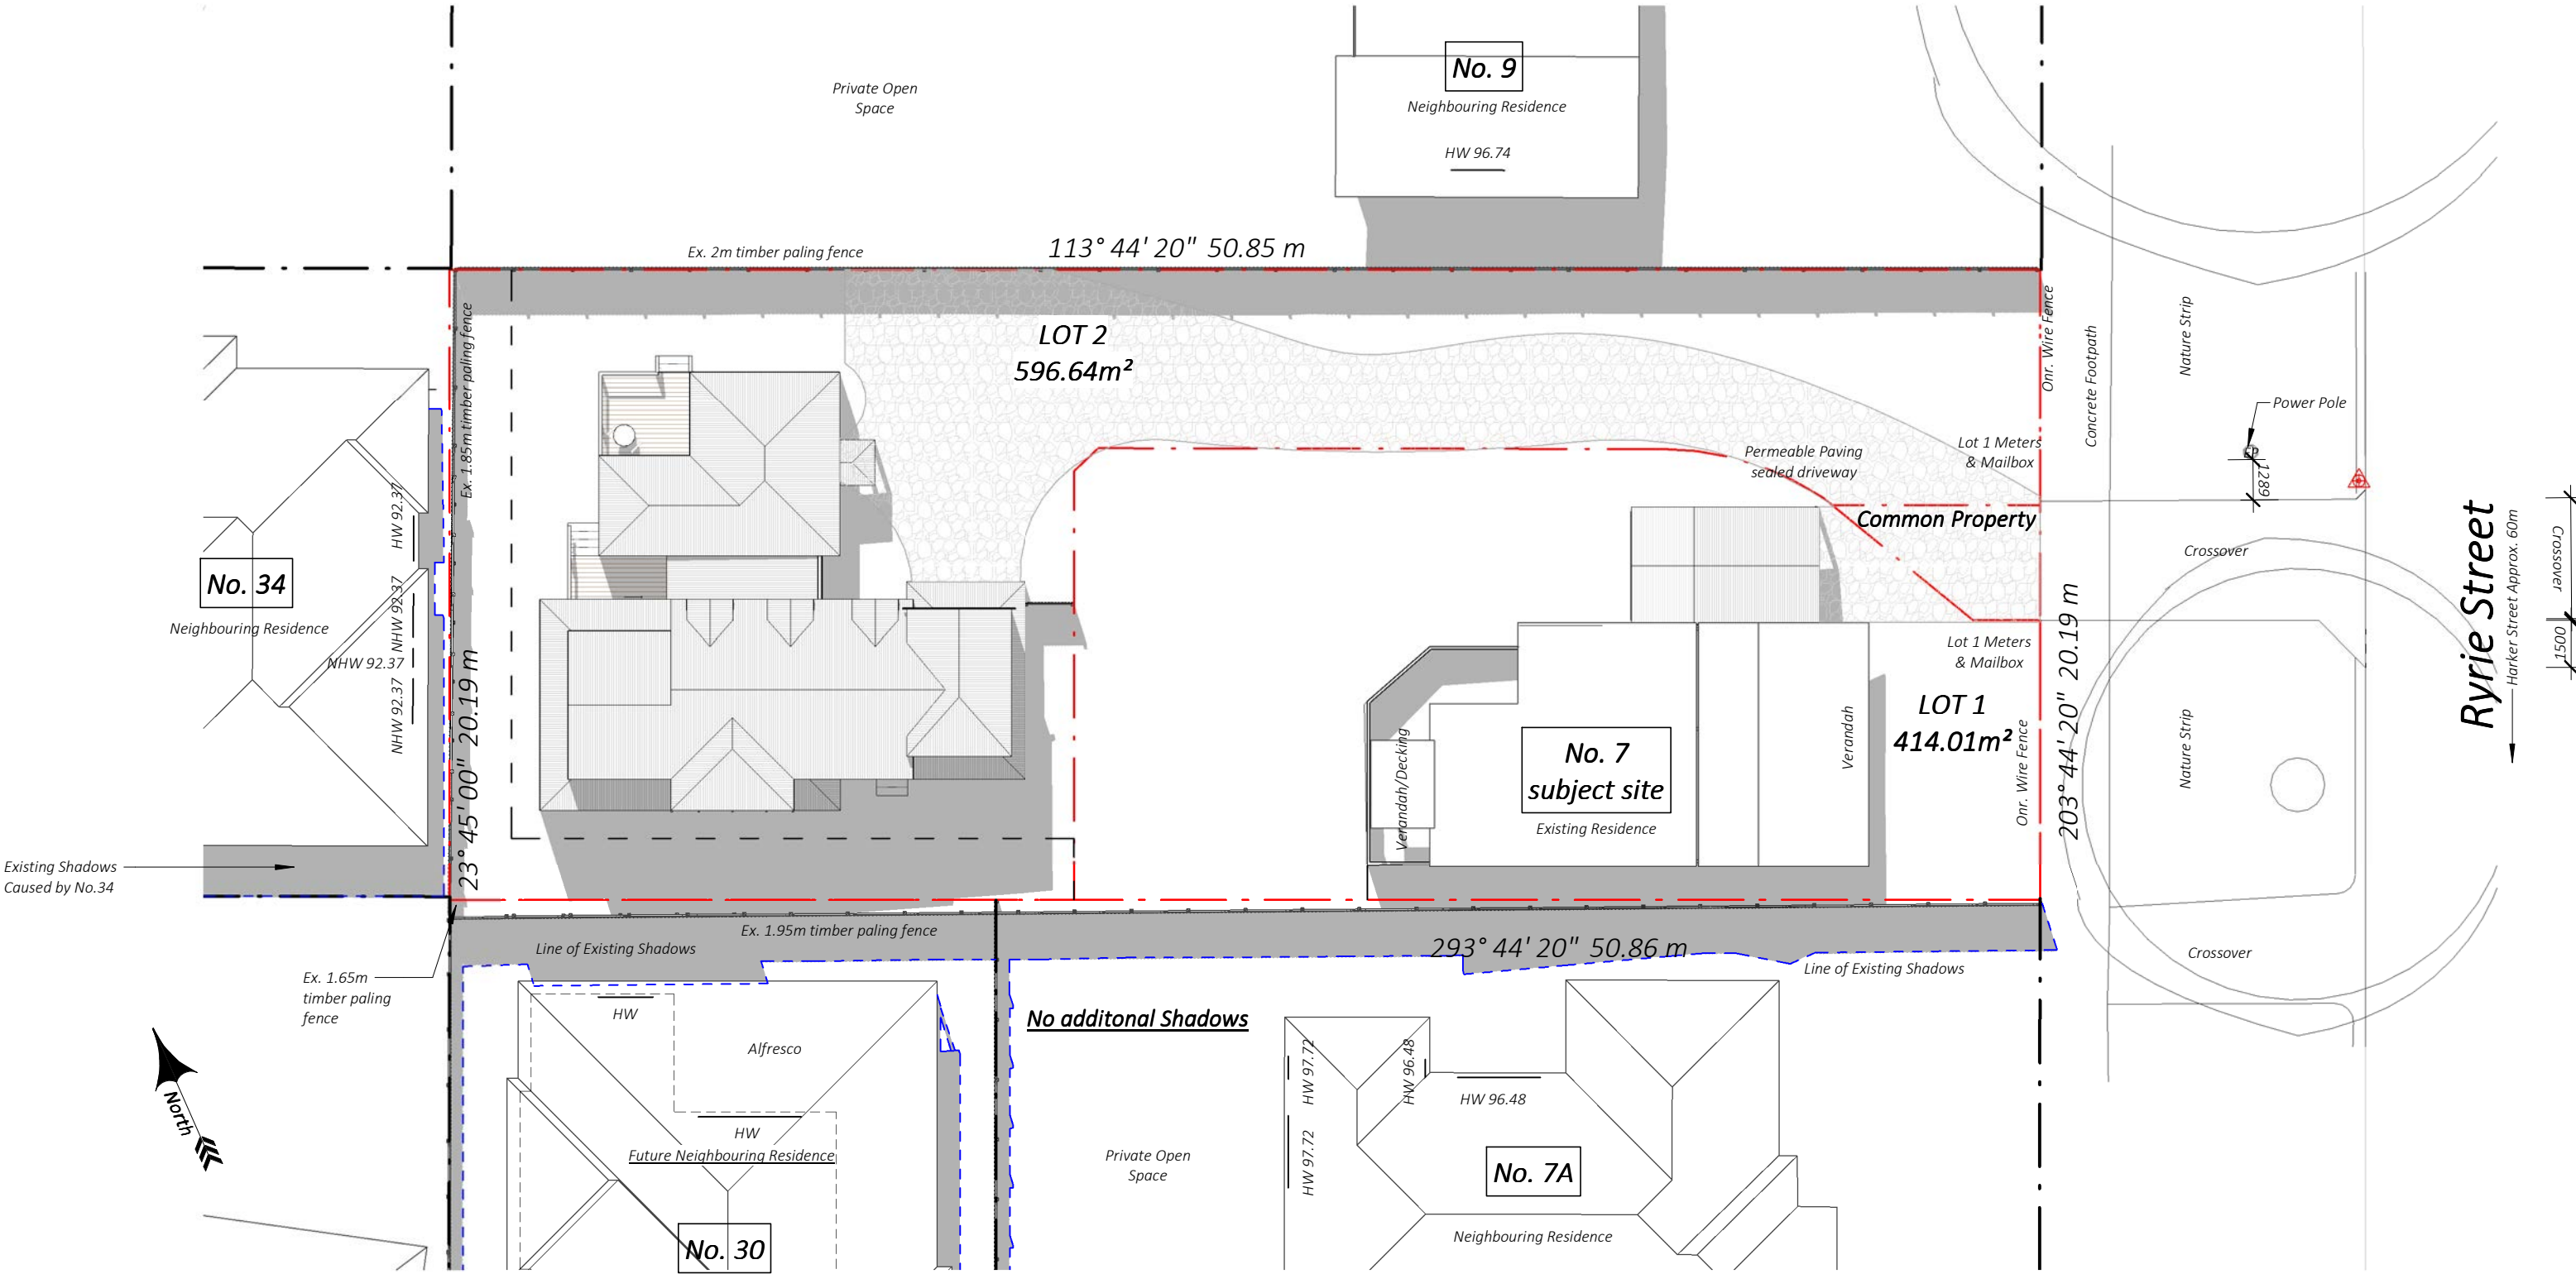 No. 9
Neighbouring Residence
HW 96.74
Private Open
Space
Ex. 2m timber paling fence
113° 44' 20" 50.85 m
Ex. 1.85m timber paling fence
LOT 2
596.64m²
Onr. Wire Fence
Concrete Footpath
Nature Strip
Power Pole
1289
Lot 1 Meters
& Mailbox
Permeable Paving
sealed driveway
Common Property
Crossover
Ryrie Street
Harker Street Approx. 60m
Crossover
1500
HW 92.37
NHW 92.37
NHW 92.37
NHW 92.37
No. 34
Neighbouring Residence
23° 45' 00" 20.19 m
Lot 1 Meters
& Mailbox
LOT 1
414.01m²
Onr. Wire Fence
203° 44' 20" 20.19 m
Nature Strip
No. 7
subject site
Existing Residence
Verandah/Decking
Verandah
Existing Shadows
Caused by No.34
Ex. 1.95m timber paling fence
Line of Existing Shadows
293° 44' 20" 50.86 m
Line of Existing Shadows
Crossover
Ex. 1.65m
timber paling
fence
HW
Alfresco
HW
Future Neighbouring Residence
No. 30
No additonal Shadows
Private Open
Space
HW 97.72
HW 97.72
HW 96.48
HW 96.48
No. 7A
Neighbouring Residence
North